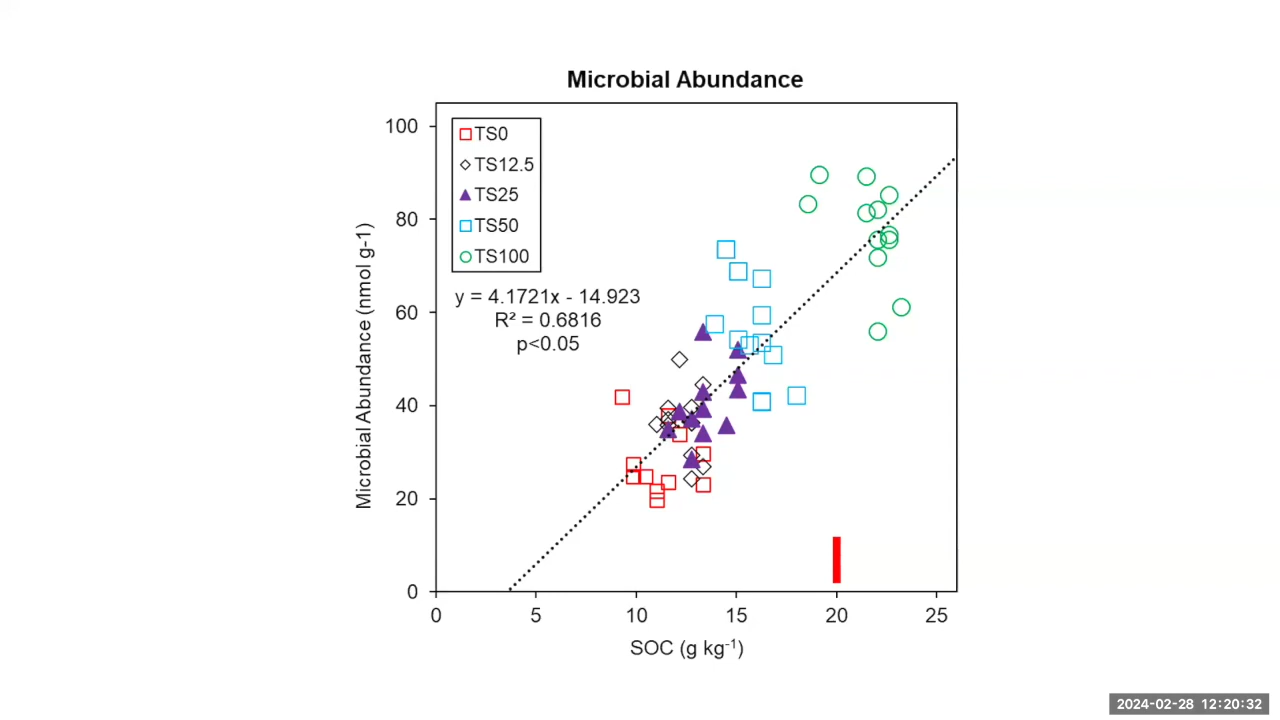 Microbial Abundance
TS0
TS12.5
TS25
TS50
TS100
y = 4.1721x - 14.923
R² = 0.6816
p<0.05
100
80
60
40
20
0
Microbial Abundance (nmol g-1)
0 5 10 15 20 25
SOC (g kg⁻¹)
2024-02-28 12:20:32